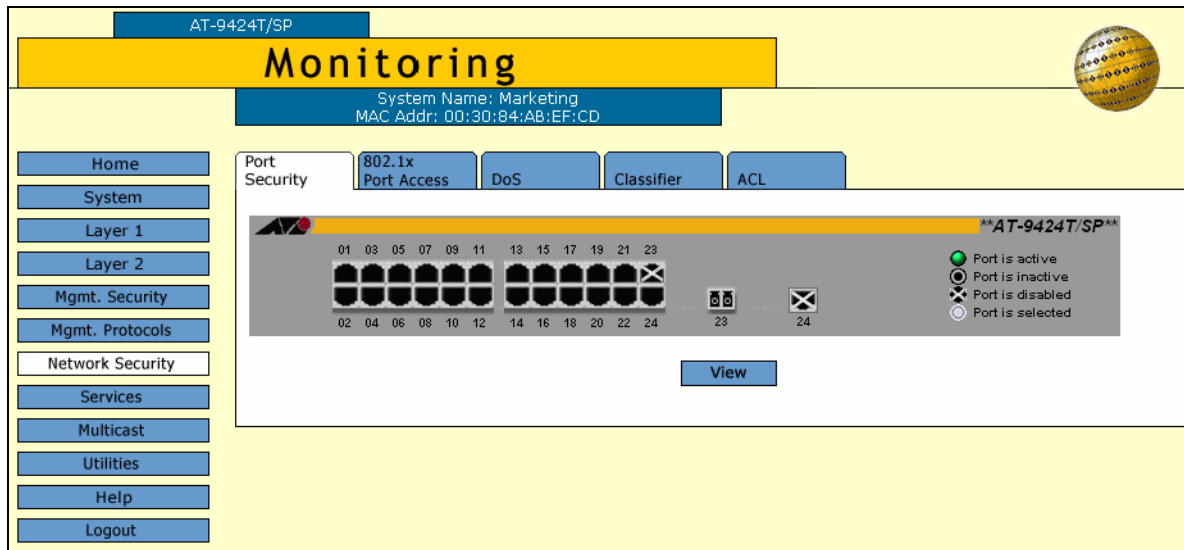 AT-9424T/SP
Monitoring
System Name: Marketing
MAC Addr: 00:30:84:AB:EF:CD
Home
System
Layer 1
Layer 2
Mgmt. Security
Mgmt. Protocols
Network Security
Services
Multicast
Utilities
Help
Logout
Port Security
802.1x Port Access
DoS
Classifier
ACL
**AT-9424T/SP**
01 03 05 07 09 11 13 15 17 19 21 23
02 04 06 08 10 12 14 16 18 20 22 24
23
24
Port is active
Port is inactive
Port is disabled
Port is selected
View